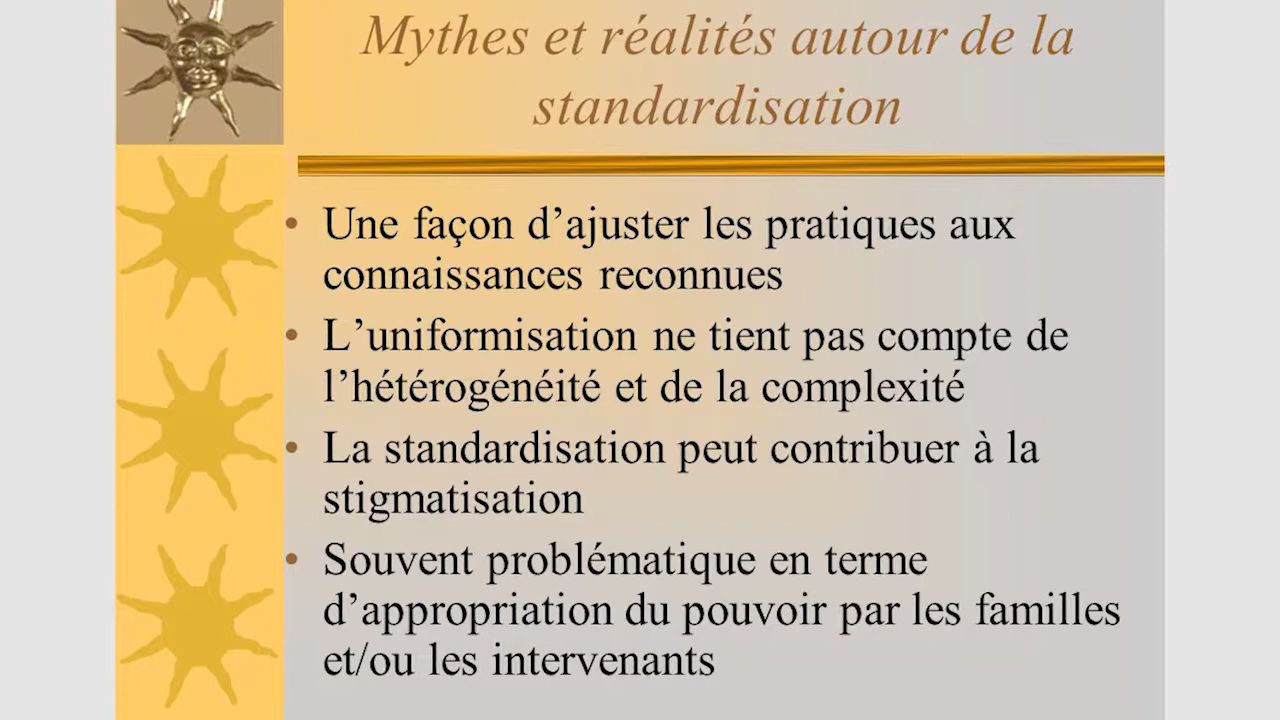 Mythes et réalités autour de la
standardisation
• Une façon d’ajuster les pratiques aux
connaissances reconnues
• L’uniformisation ne tient pas compte de
l’hétérogénéité et de la complexité
• La standardisation peut contribuer à la
stigmatisation
• Souvent problématique en terme
d’appropriation du pouvoir par les familles
et/ou les intervenants